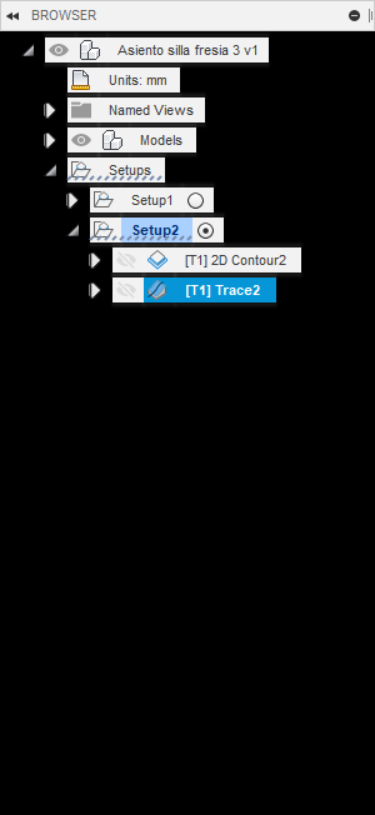 BROWSER
Asiento silla fresia 3 v1
Units: mm
Named Views
Models
Setups
Setup1
Setup2
[T1] 2D Contour2
[T1] Trace2